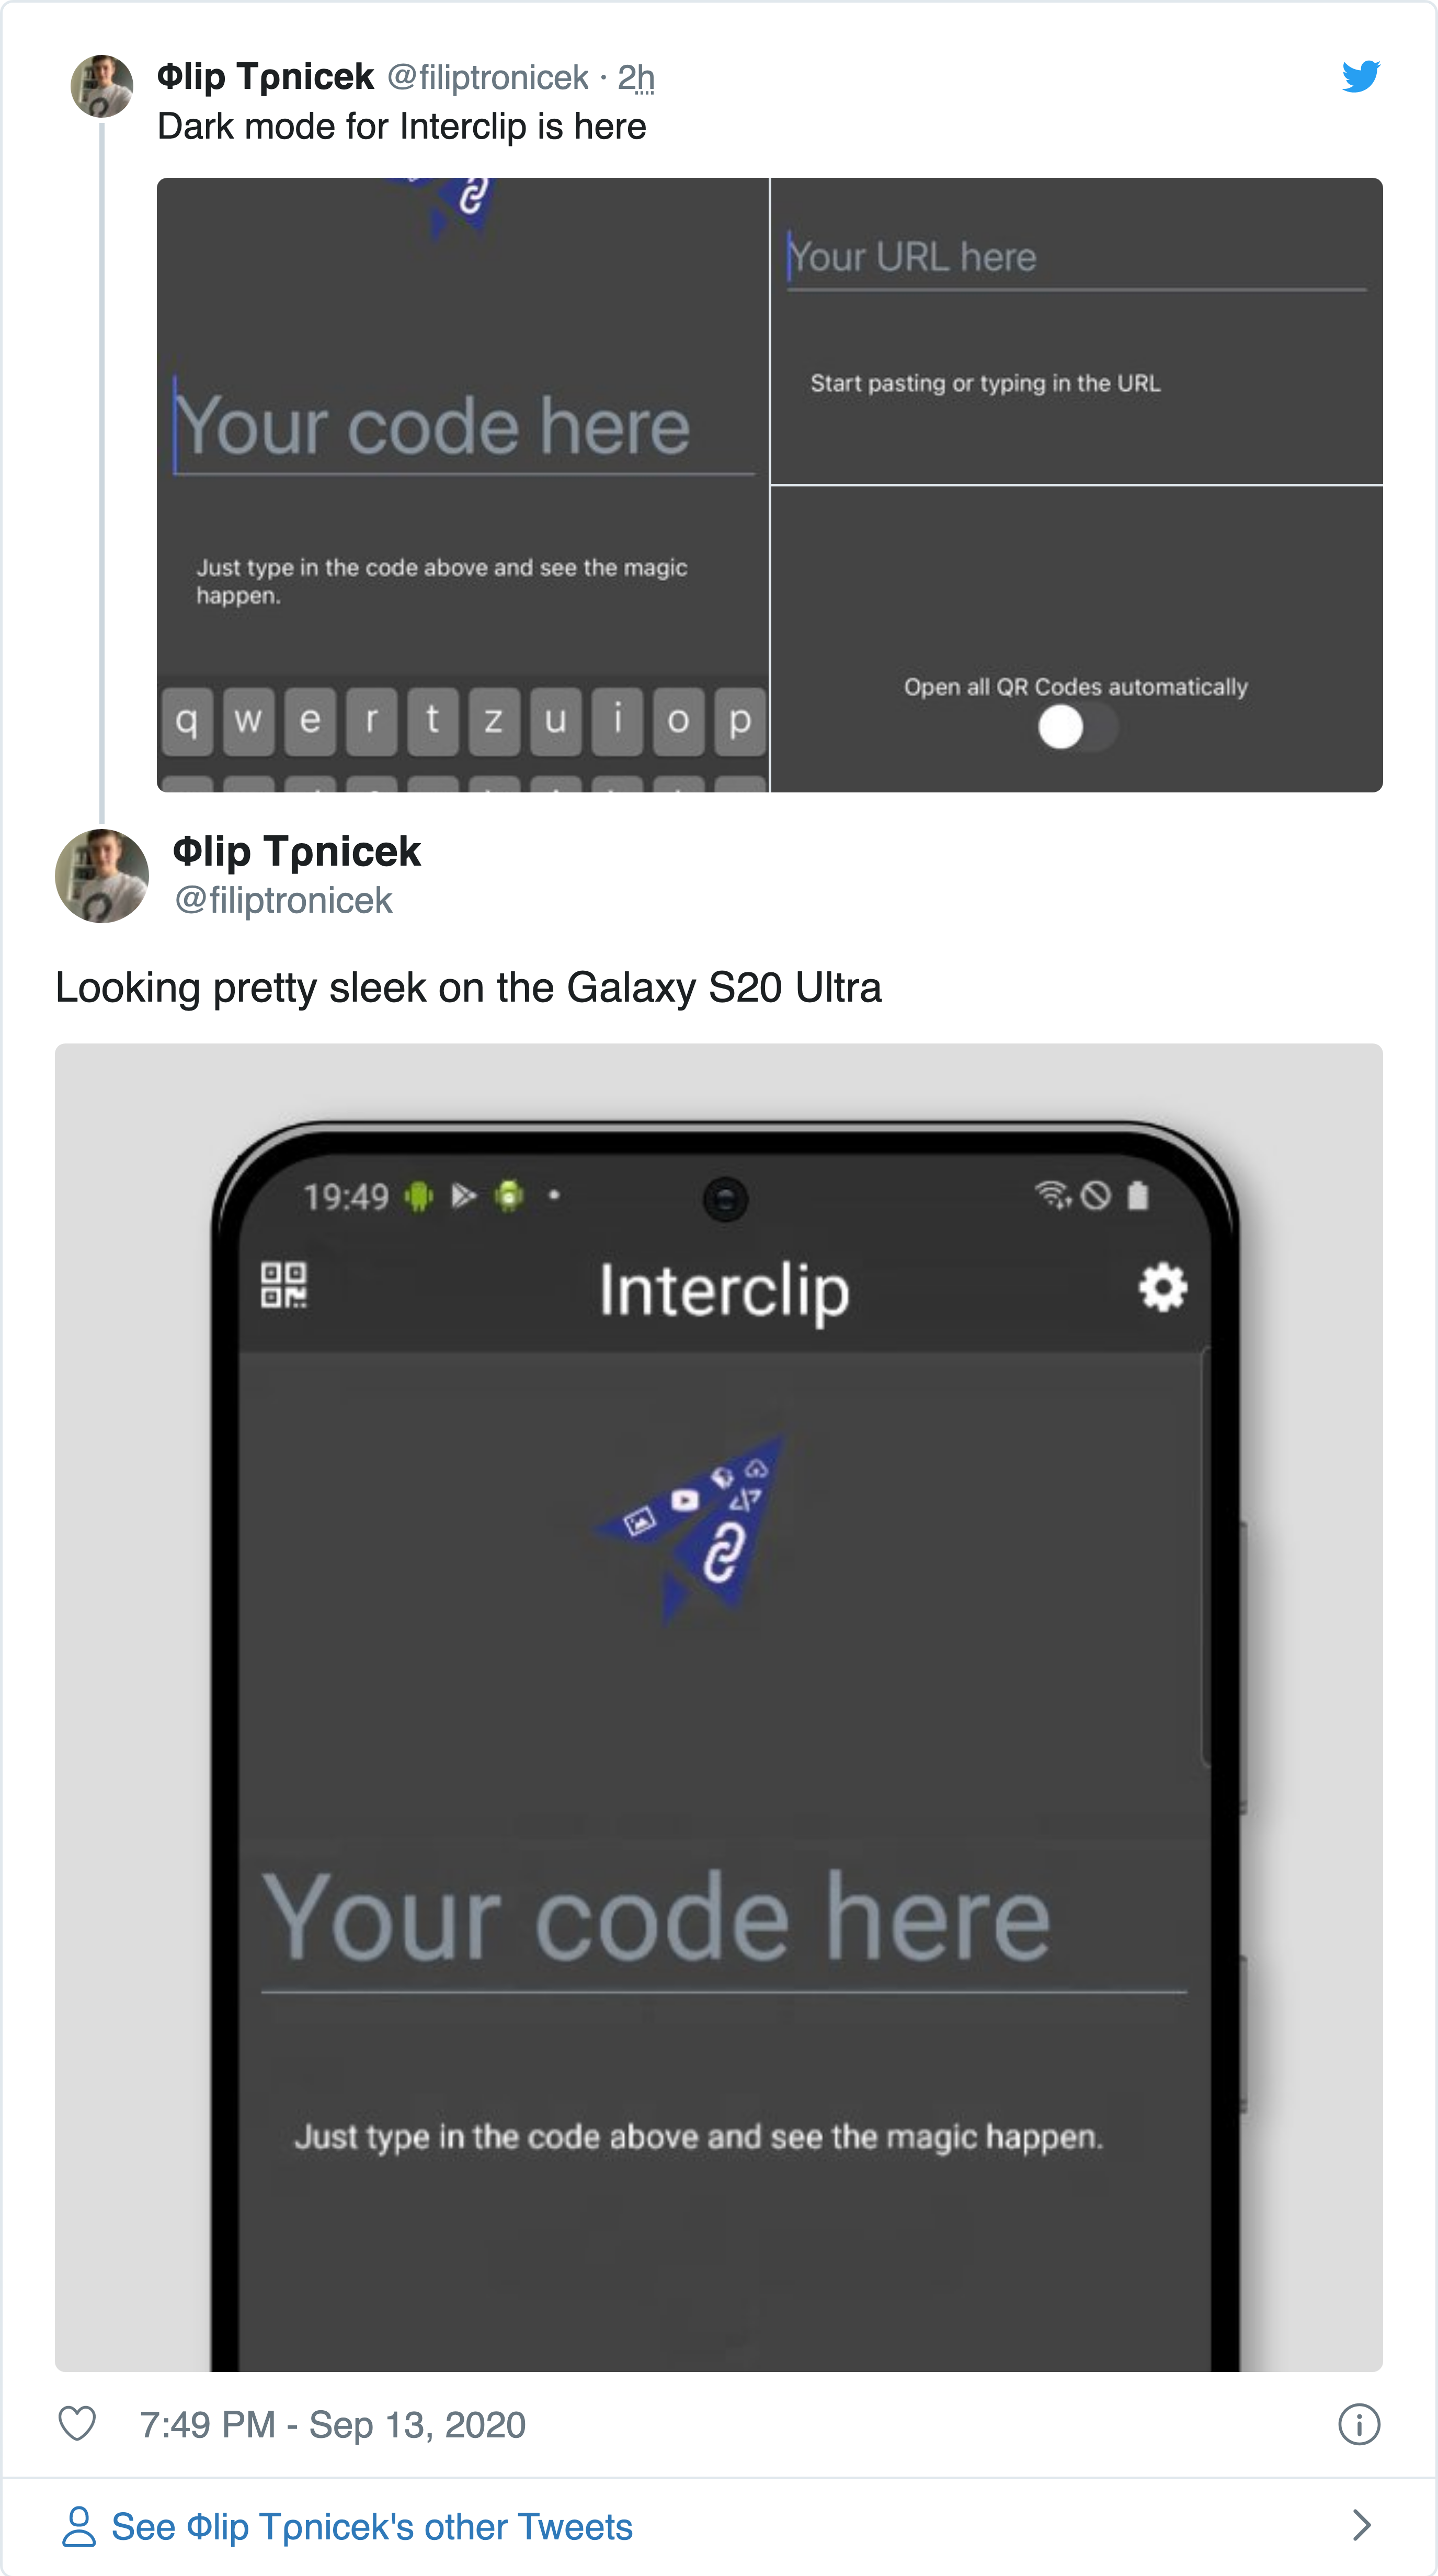 Φlip Tρnicek @filiptronicek · 2h
Dark mode for Interclip is here
Your code here
Just type in the code above and see the magic
happen.
q w e r t z u i o p
Your URL here
Start pasting or typing in the URL
Open all QR Codes automatically
Φlip Tρnicek
@filiptronicek
Looking pretty sleek on the Galaxy S20 Ultra
19:49
Interclip
Your code here
Just type in the code above and see the magic happen.
7:49 PM - Sep 13, 2020
See Φlip Tρnicek's other Tweets